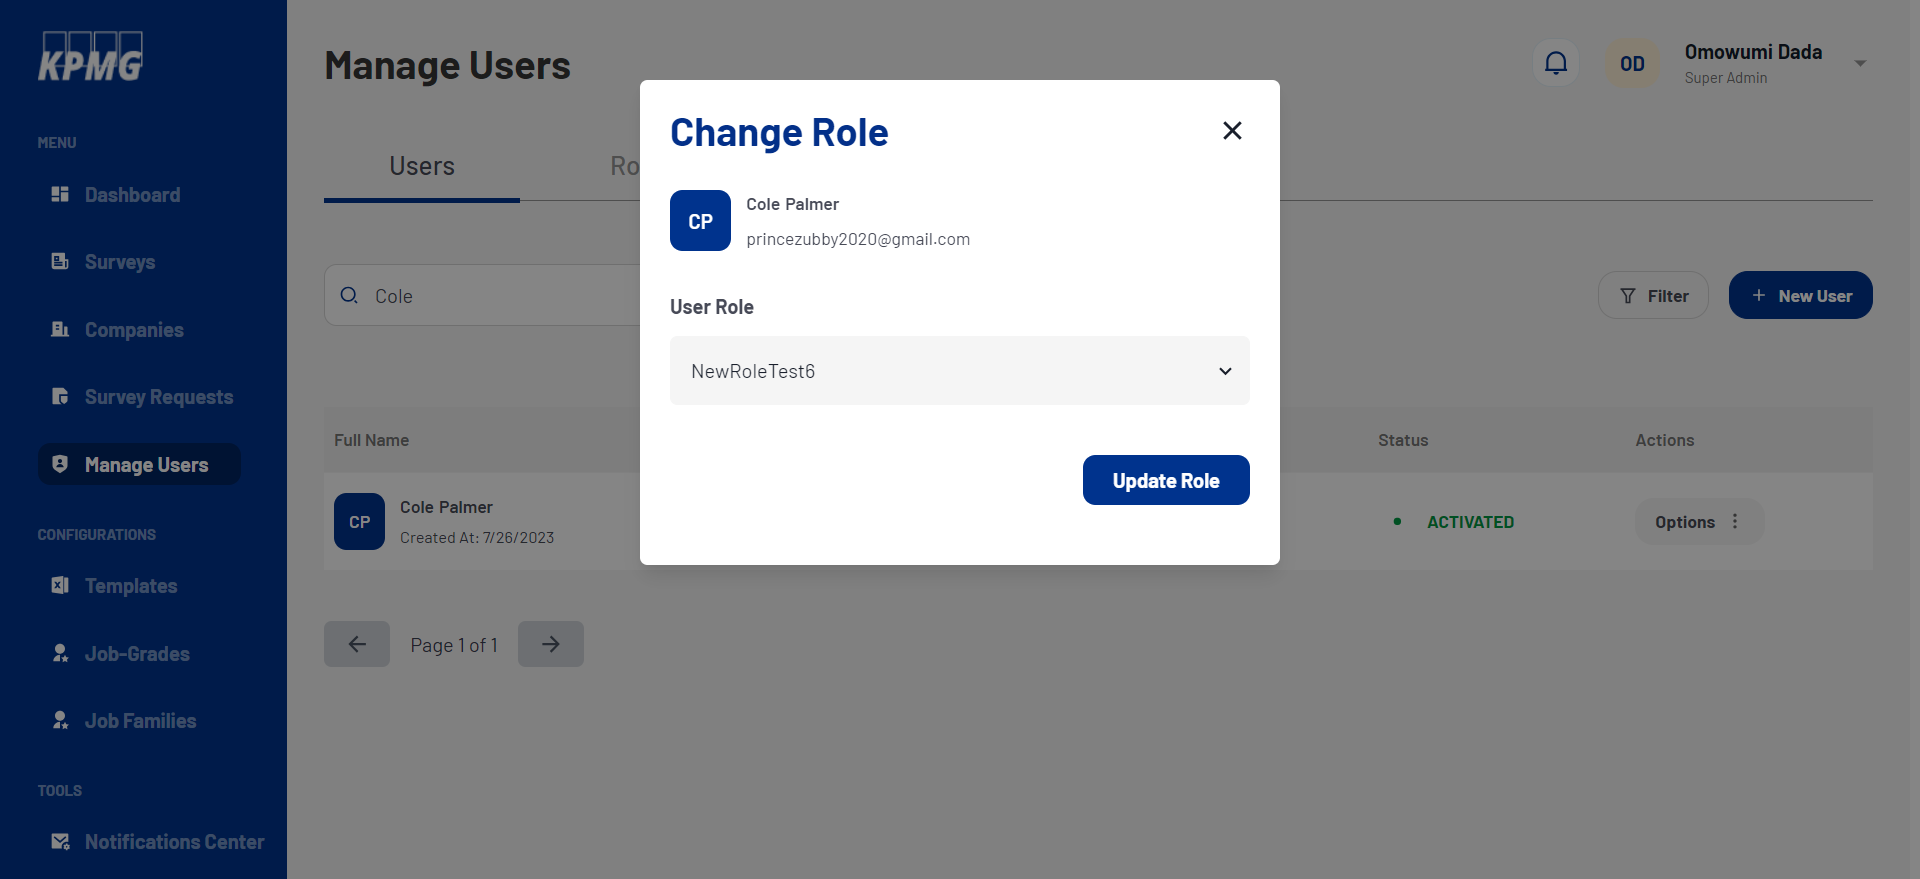 KPMG
MENU
Dashboard
Surveys
Companies
Survey Requests
Manage Users
CONFIGURATIONS
Templates
Job-Grades
Job Families
TOOLS
Notifications Center
Manage Users
OD
Omowumi Dada
Super Admin
Users
Ro
Cole
Filter
+ New User
Full Name
Status
Actions
CP
Cole Palmer
Created At: 7/26/2023
ACTIVATED
Options
Page 1 of 1
Change Role
CP
Cole Palmer
princezubby2020@gmail.com
User Role
NewRoleTest6
Update Role